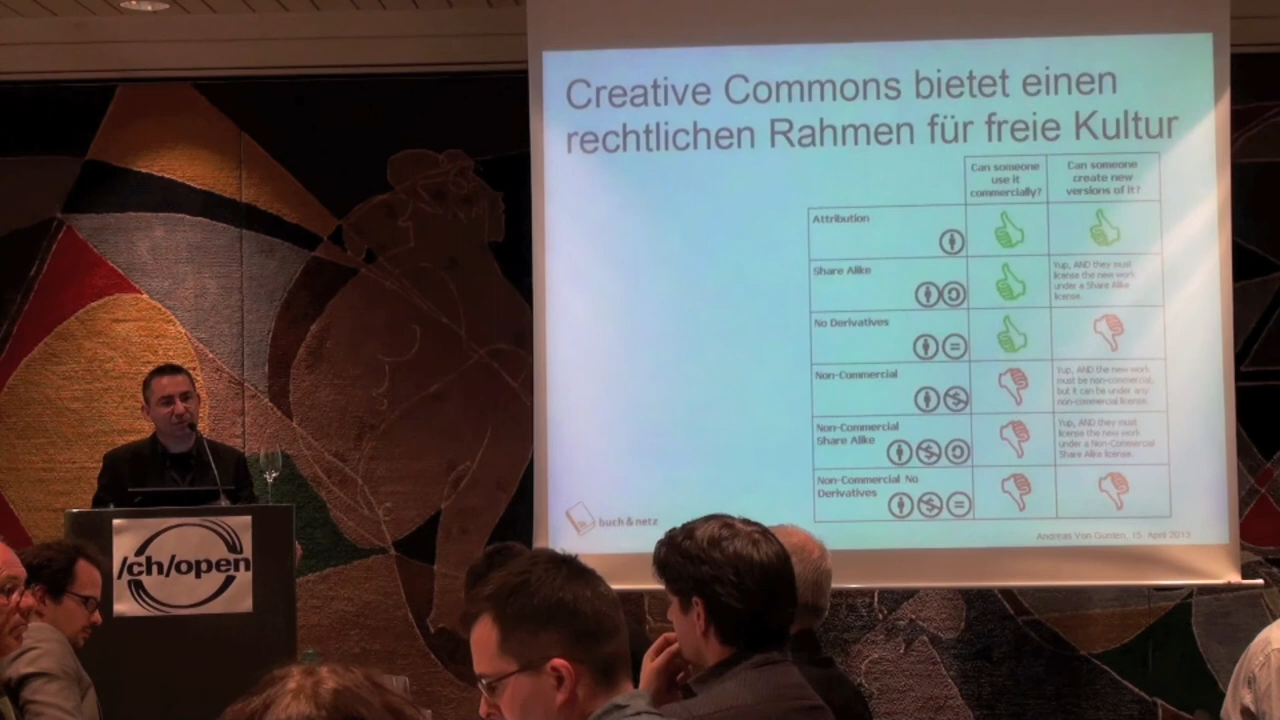 Creative Commons bietet einen
rechtlichen Rahmen für freie Kultur
Can someone
use it
commercially?
Can someone
create new
versions of it?
Attribution
Share Alike
Yup, AND they must
license the new work
under a Share Alike
license.
No Derivatives
Non-Commercial
Yup, AND the new work
must be non-commercial,
but it can be under any
non-commercial license.
Non-Commercial
Share Alike
Yup, AND they must
license the new work
under a Non-Commercial
Share Alike license.
Non-Commercial No
Derivatives
buch & netz
Andreas Von Gunten, 15. April 2013
/ch/open